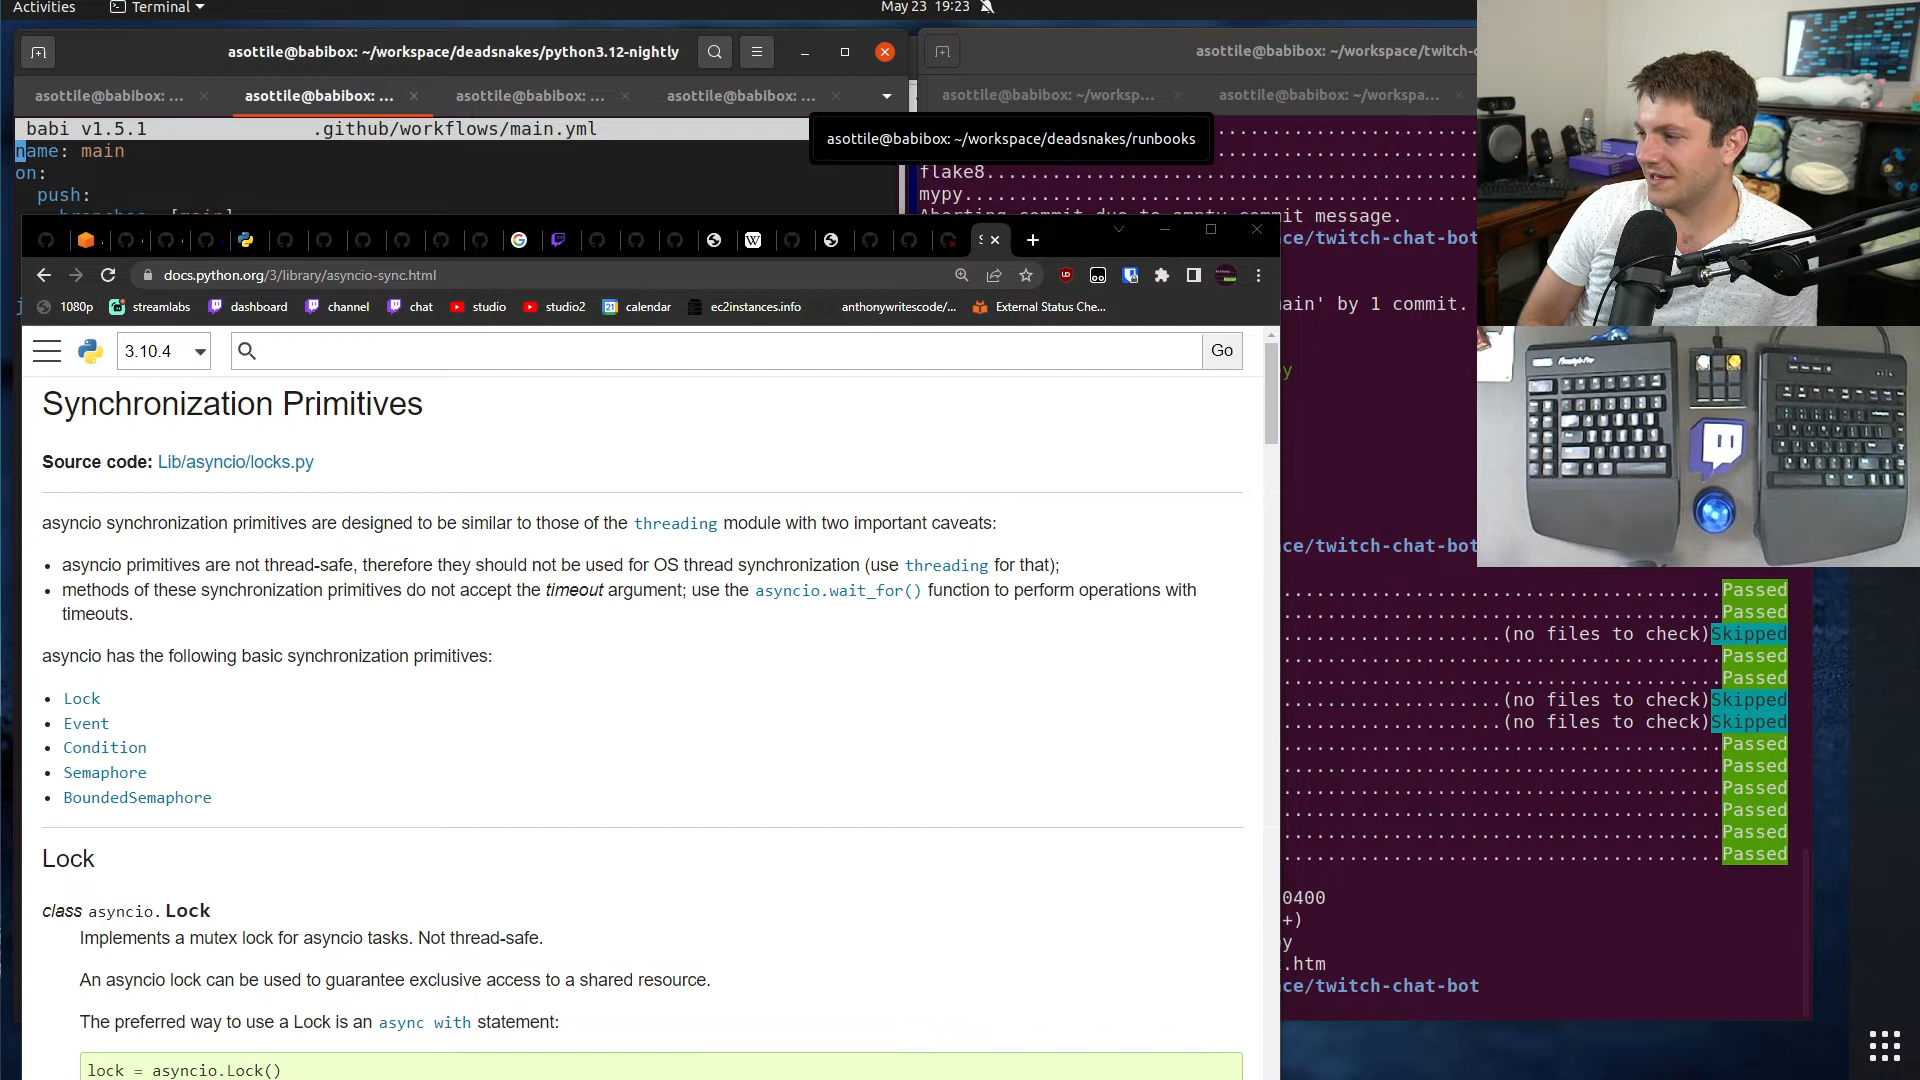 Activities
Terminal
May 23 19:23
asottile@babibox: ~/workspace/deadsnakes/python3.12-nightly
asottile@babibox: ~/workspace/twitch-c
asottile@babibox: ...
asottile@babibox: ...
asottile@babibox: ...
asottile@babibox: ...
asottile@babibox: ~/worksp...
asottile@babibox: ~/workspa...
babi v1.5.1 .github/workflows/main.yml
asottile@babibox: ~/workspace/deadsnakes/runbooks
name: main
on:
push:
flake8
mypy
Aborting commit due to empty commit message.
ce/twitch-chat-bot
docs.python.org/3/library/asyncio-sync.html
ain' by 1 commit.
1080p
streamlabs
dashboard
channel
chat
studio
studio2
calendar
ec2instances.info
anthonywritescode/...
External Status Che...
3.10.4
Go
y
Synchronization Primitives
Source code: Lib/asyncio/locks.py
asyncio synchronization primitives are designed to be similar to those of the threading module with two important caveats:
ce/twitch-chat-bot
• asyncio primitives are not thread-safe, therefore they should not be used for OS thread synchronization (use threading for that);
• methods of these synchronization primitives do not accept the timeout argument; use the asyncio.wait_for() function to perform operations with
timeouts.
asyncio has the following basic synchronization primitives:
• Lock
• Event
• Condition
• Semaphore
• BoundedSemaphore
Passed
Passed
(no files to check)Skipped
Passed
Passed
(no files to check)Skipped
(no files to check)Skipped
Passed
Passed
Passed
Passed
Passed
Passed
Lock
class asyncio.Lock
Implements a mutex lock for asyncio tasks. Not thread-safe.
An asyncio lock can be used to guarantee exclusive access to a shared resource.
The preferred way to use a Lock is an async with statement:
lock = asyncio.Lock()
0400
+)
y
.htm
ce/twitch-chat-bot